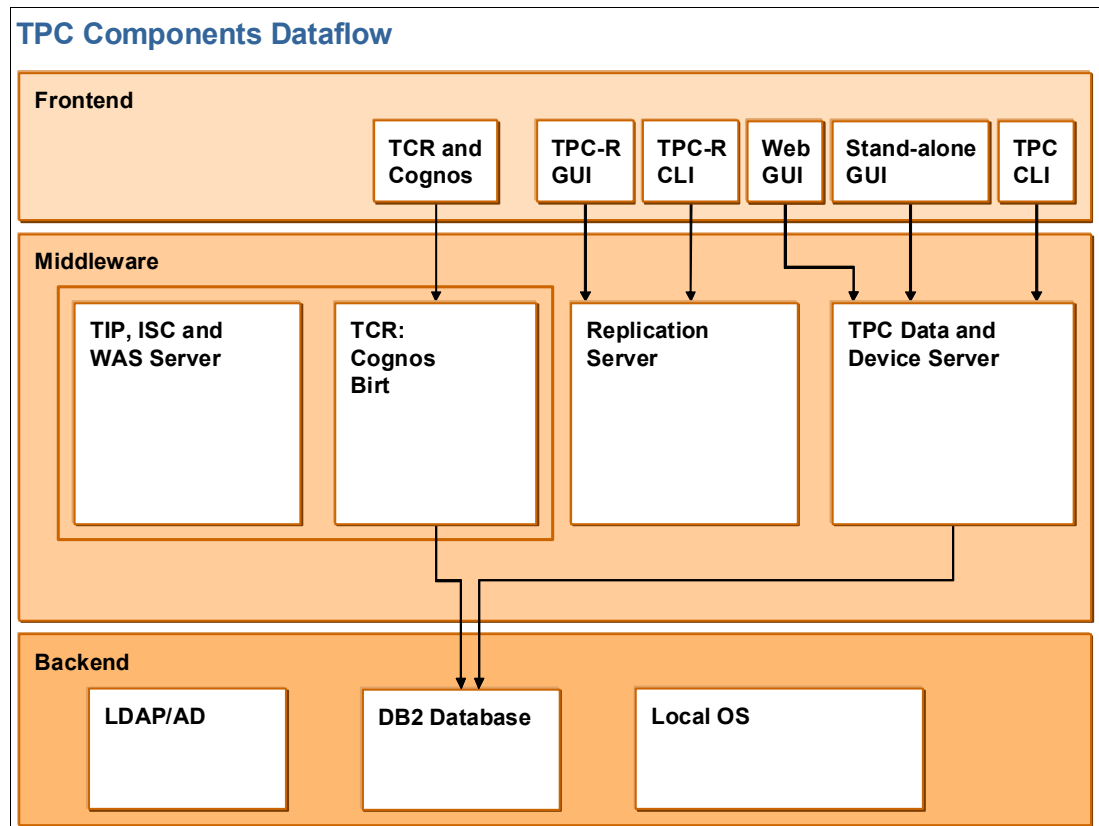 TPC Components Dataflow
Frontend
TCR and
Cognos
TPC-R
GUI
TPC-R
CLI
Web
GUI
Stand-alone
GUI
TPC
CLI
Middleware
TIP, ISC and
WAS Server
TCR:
Cognos
Birt
Replication
Server
TPC Data and
Device Server
Backend
LDAP/AD
DB2 Database
Local OS